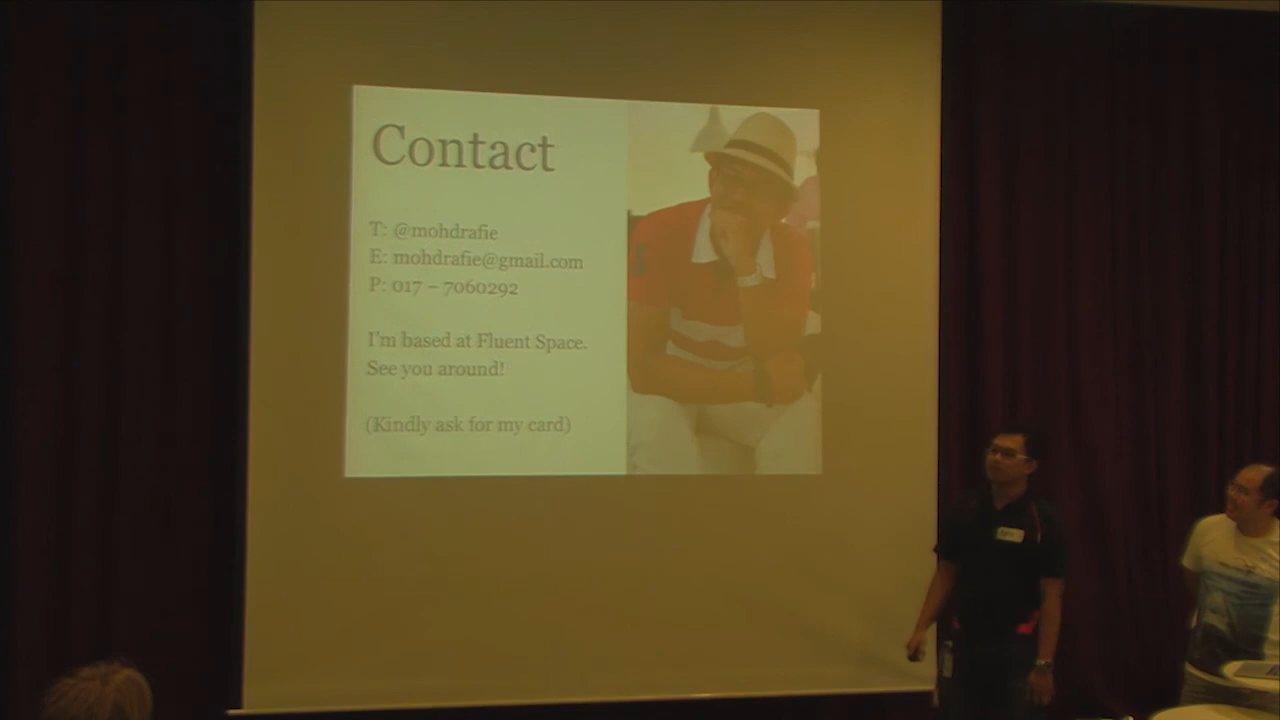 Contact
T: @mohdrafie
E: mohdrafie@gmail.com
P: 017 – 7060292
I'm based at Fluent Space.
See you around!
(Kindly ask for my card)